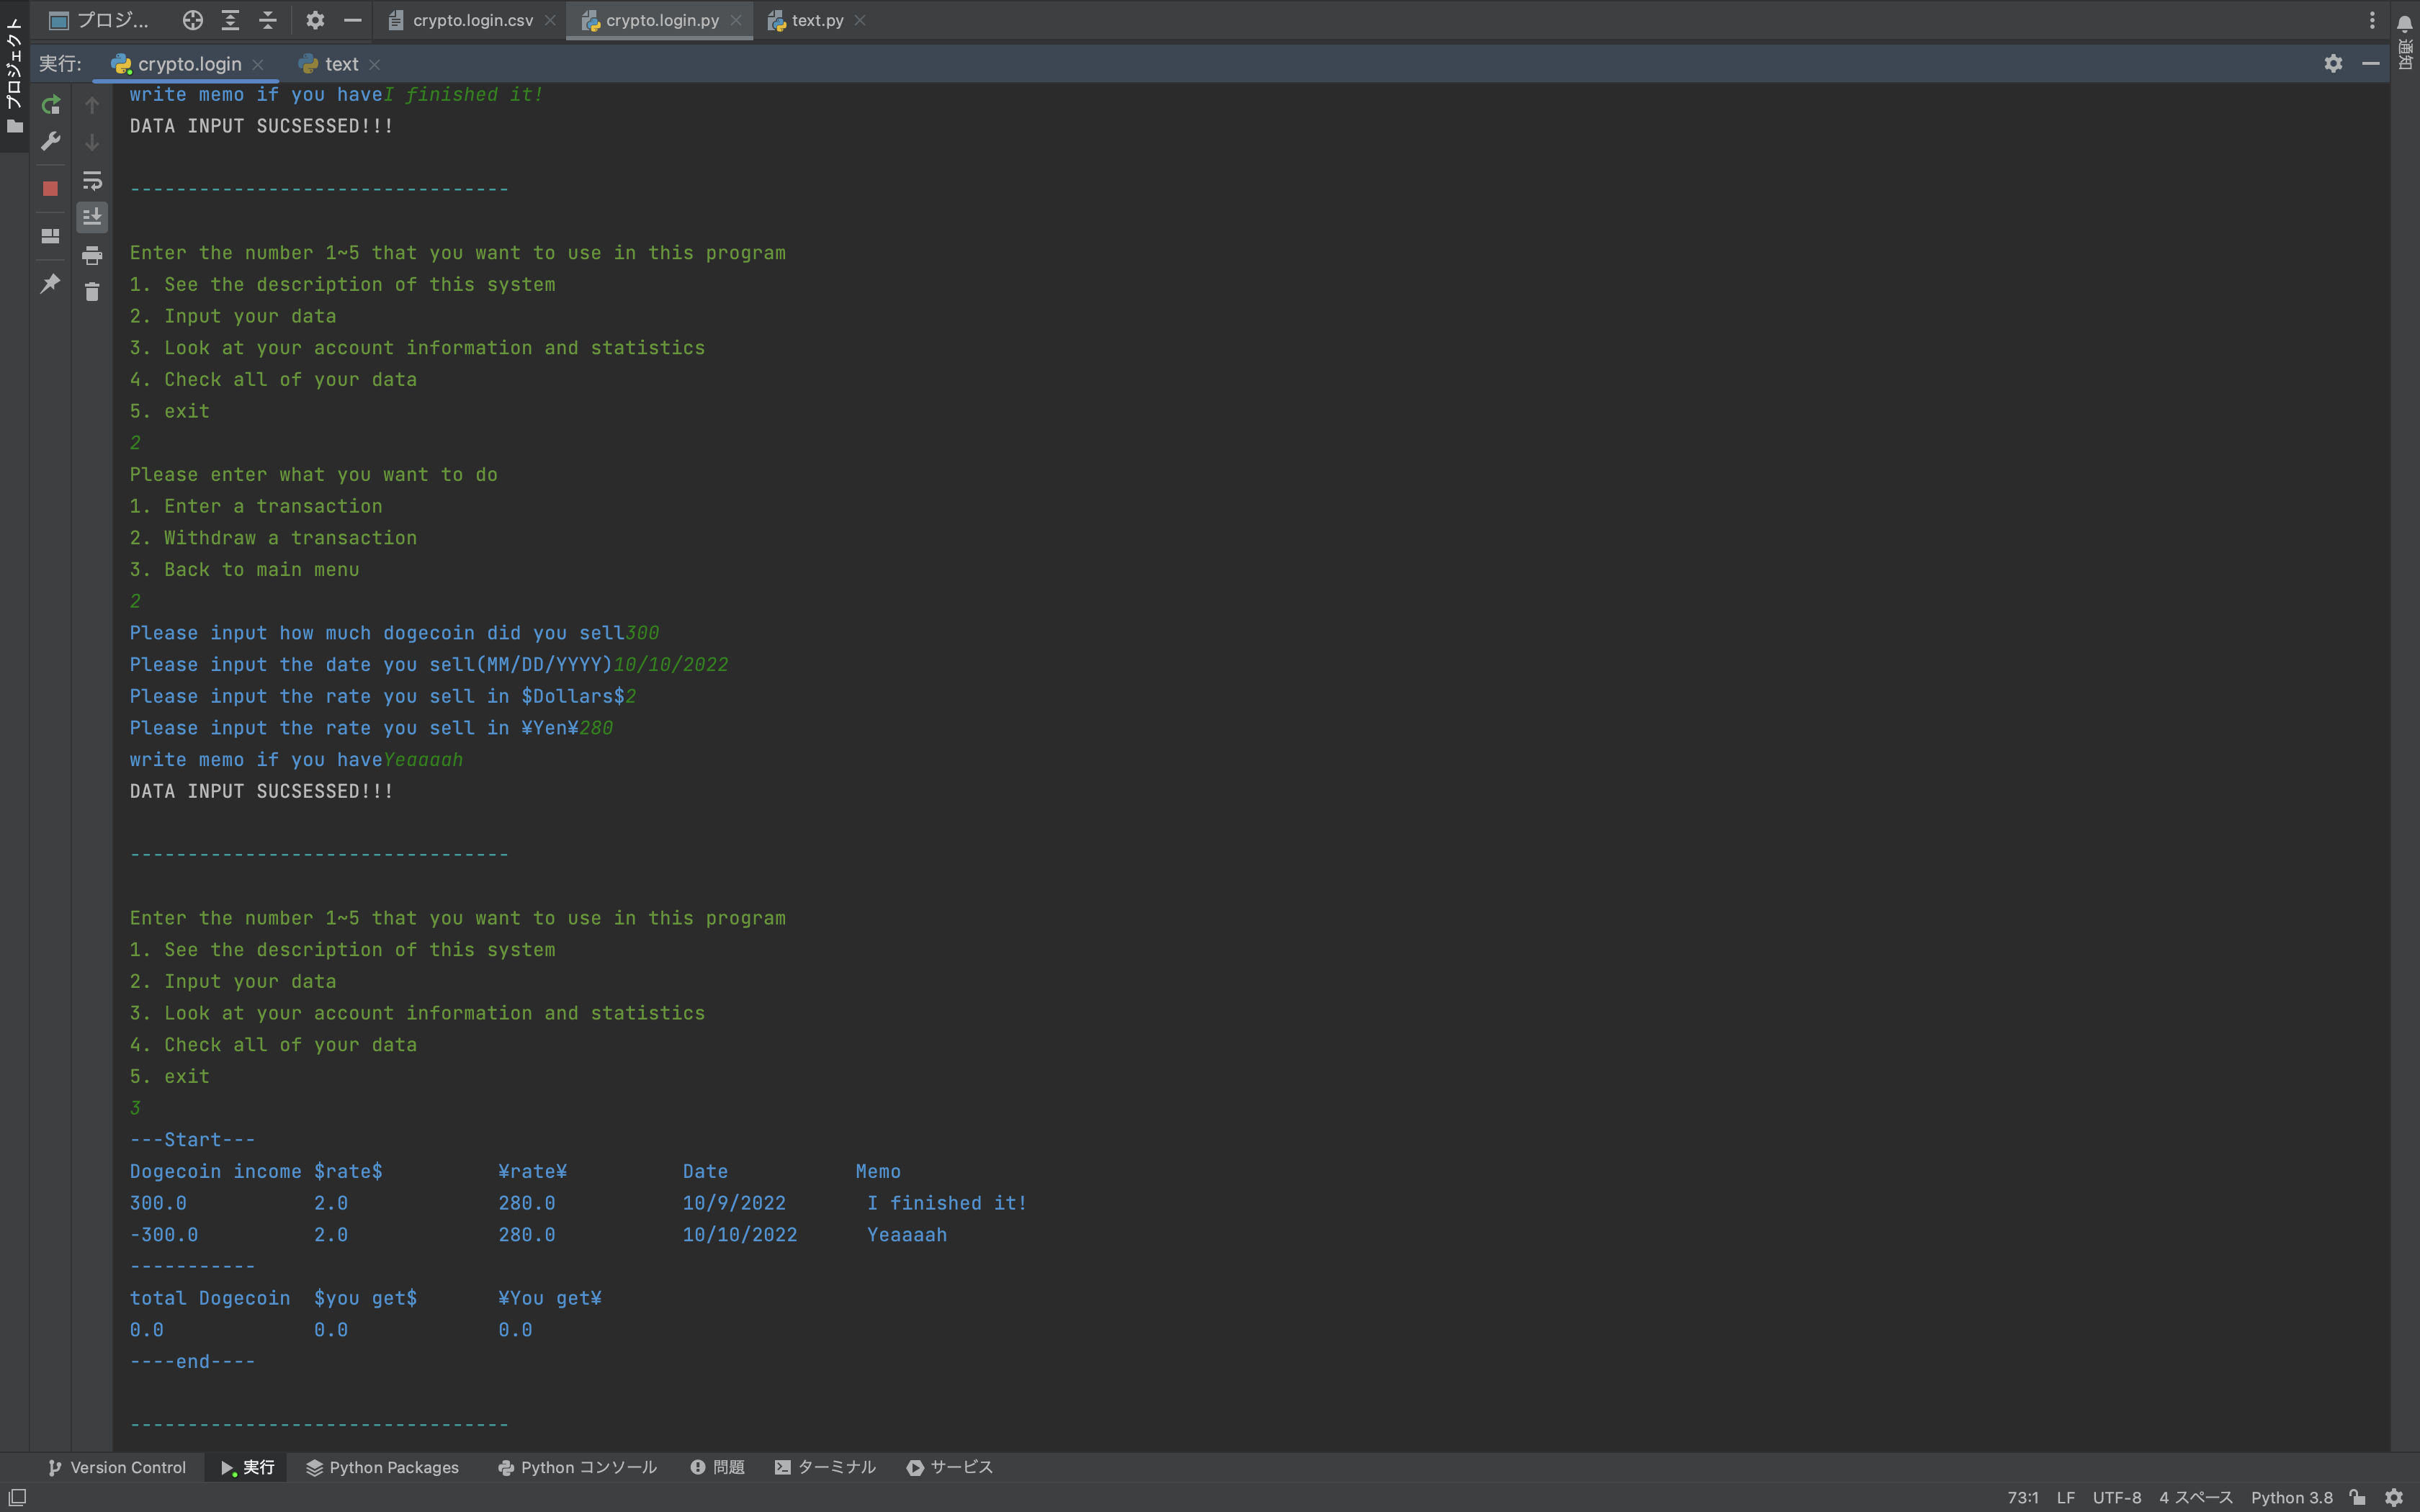 プロジ...
crypto.login.csv
crypto.login.py
text.py
プロジェクト
通知
実行:
crypto.login
text
write memo if you haveI finished it!
DATA INPUT SUCSESSED!!!
---------------------------------
Enter the number 1~5 that you want to use in this program
1. See the description of this system
2. Input your data
3. Look at your account information and statistics
4. Check all of your data
5. exit
2
Please enter what you want to do
1. Enter a transaction
2. Withdraw a transaction
3. Back to main menu
2
Please input how much dogecoin did you sell300
Please input the date you sell(MM/DD/YYYY)10/10/2022
Please input the rate you sell in $Dollars$2
Please input the rate you sell in ¥Yen¥280
write memo if you haveYeaaaah
DATA INPUT SUCSESSED!!!
---------------------------------
Enter the number 1~5 that you want to use in this program
1. See the description of this system
2. Input your data
3. Look at your account information and statistics
4. Check all of your data
5. exit
3
---Start---
Dogecoin income $rate$ ¥rate¥ Date Memo
300.0 2.0 280.0 10/9/2022 I finished it!
-300.0 2.0 280.0 10/10/2022 Yeaaaah
-----------
total Dogecoin $you get$ ¥You get¥
0.0 0.0 0.0
----end----
---------------------------------
Version Control 実行 Python Packages Python コンソール 問題 ターミナル サービス
73:1 LF UTF-8 4 スペース Python 3.8